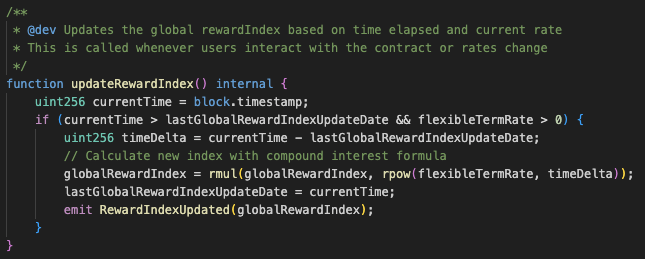 /**
 * @dev Updates the global rewardIndex based on time elapsed and current rate
 * This is called whenever users interact with the contract or rates change
 */
function updateRewardIndex() internal {
    uint256 currentTime = block.timestamp;
    if (currentTime > lastGlobalRewardIndexUpdateDate && flexibleTermRate > 0) {
        uint256 timeDelta = currentTime - lastGlobalRewardIndexUpdateDate;
        // Calculate new index with compound interest formula
        globalRewardIndex = rmul(globalRewardIndex, rpow(flexibleTermRate, timeDelta));
        lastGlobalRewardIndexUpdateDate = currentTime;
        emit RewardIndexUpdated(globalRewardIndex);
    }
}